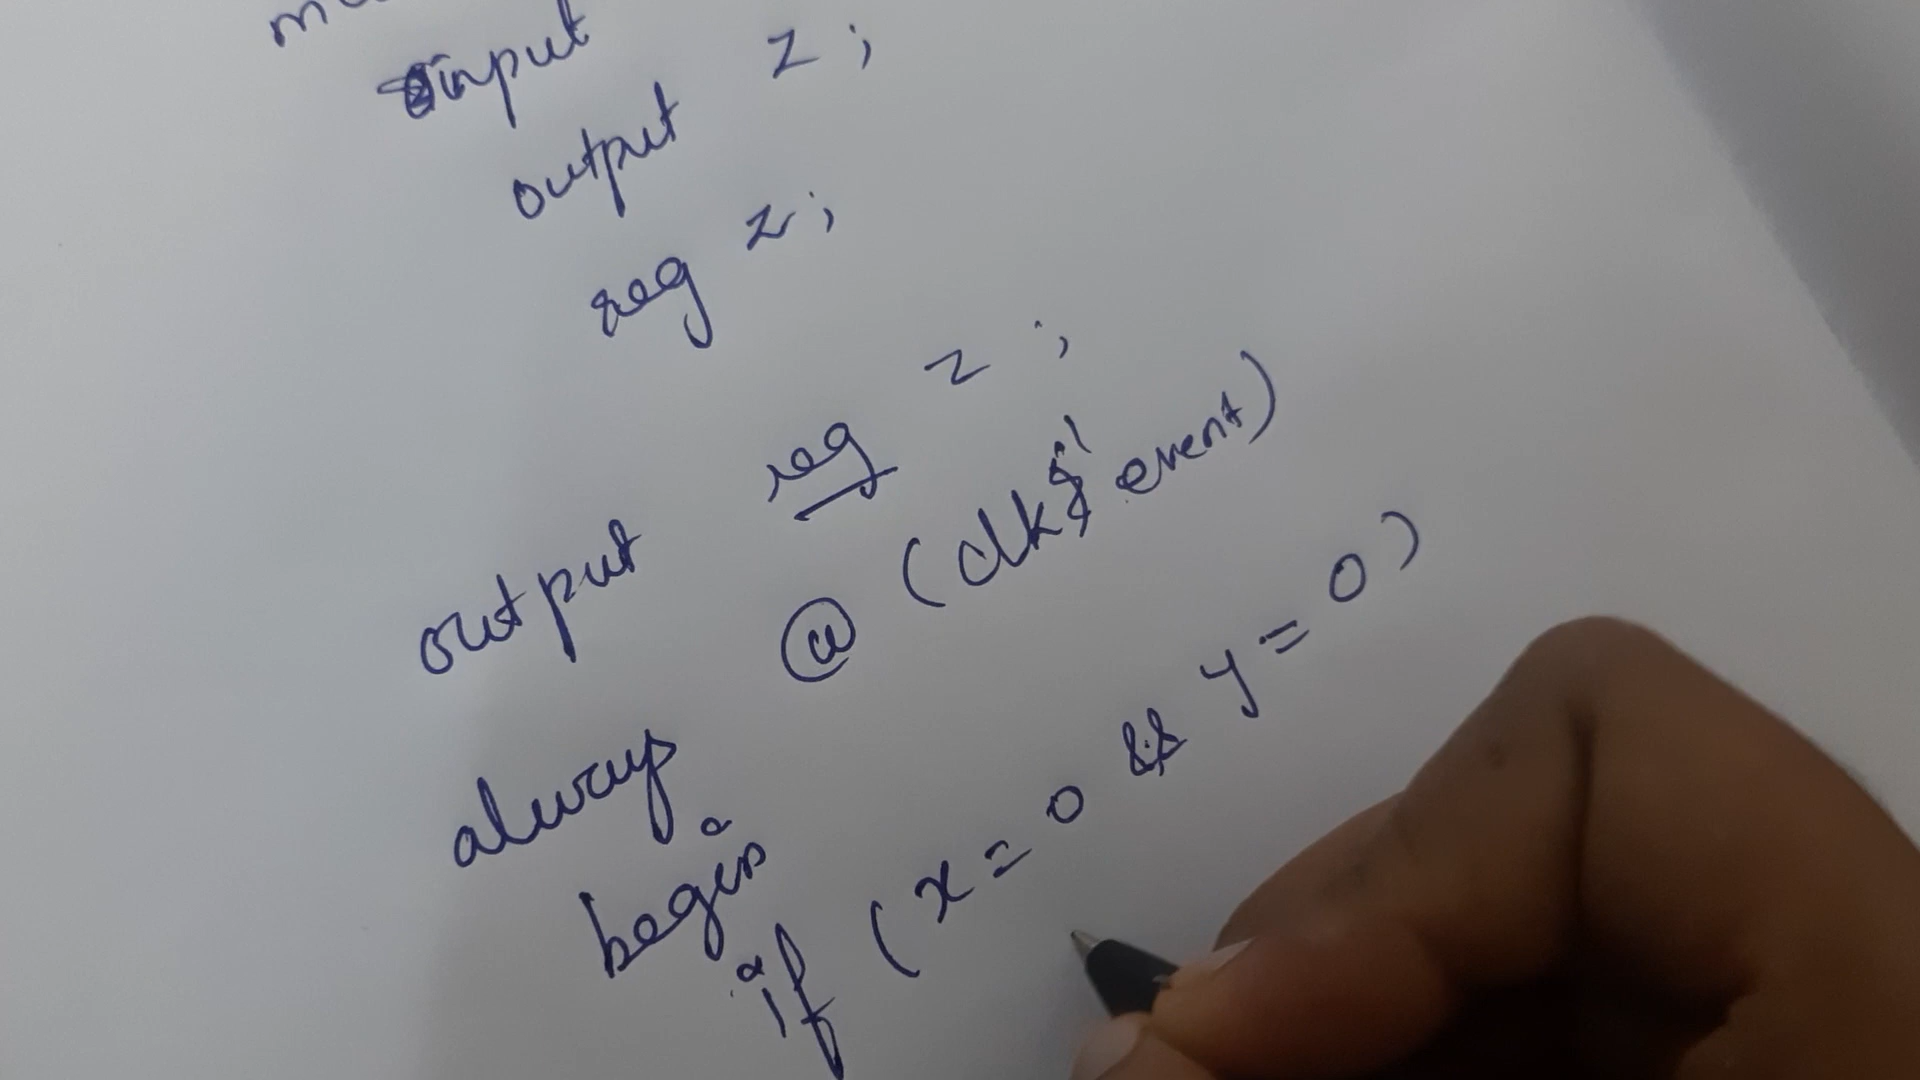 input
output z;
reg z;
output reg z;
always @ (clk' event)
begin
if (x=0 && y=0)